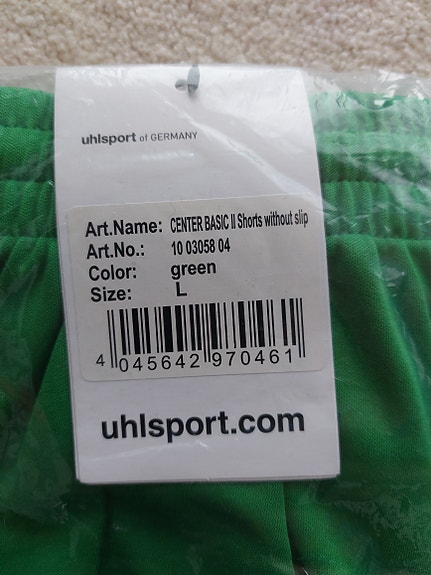 uhlsport of GERMANY
Art.Name: CENTER BASIC II Shorts without slip
Art.No.: 10 03058 04
Color: green
Size: L
4 045642 970461
uhlsport.com